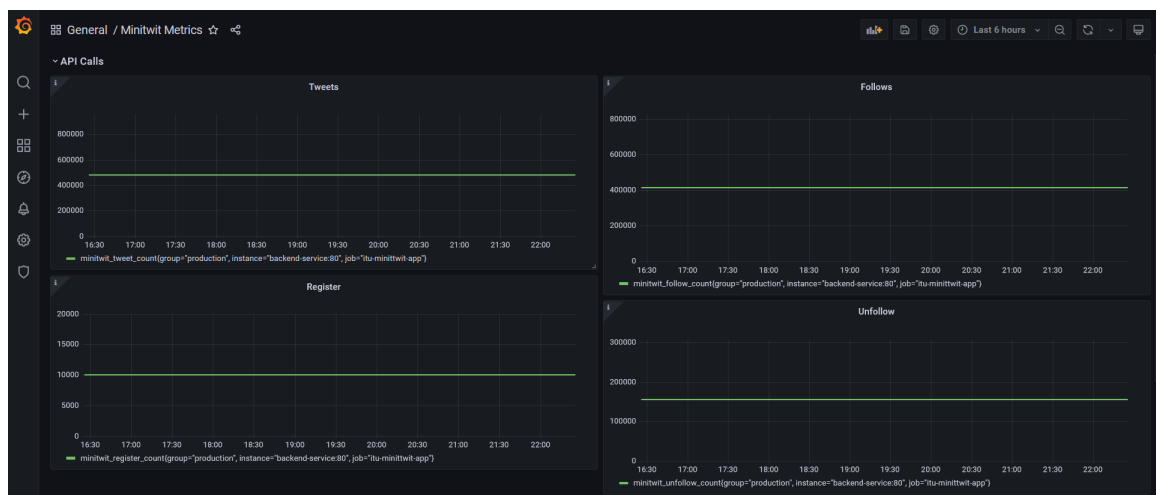 General / Minitwit Metrics
Last 6 hours
API Calls
Tweets
800000
600000
400000
200000
0
16:30 17:00 17:30 18:00 18:30 19:00 19:30 20:00 20:30 21:00 21:30 22:00
minitwit_tweet_count{group="production", instance="backend-service:80", job="itu-minittwit-app"}
Follows
800000
600000
400000
200000
0
16:30 17:00 17:30 18:00 18:30 19:00 19:30 20:00 20:30 21:00 21:30 22:00
minitwit_follow_count{group="production", instance="backend-service:80", job="itu-minittwit-app"}
Register
20000
15000
10000
5000
0
16:30 17:00 17:30 18:00 18:30 19:00 19:30 20:00 20:30 21:00 21:30 22:00
minitwit_register_count{group="production", instance="backend-service:80", job="itu-minittwit-app"}
Unfollow
300000
200000
100000
0
16:30 17:00 17:30 18:00 18:30 19:00 19:30 20:00 20:30 21:00 21:30 22:00
minitwit_unfollow_count{group="production", instance="backend-service:80", job="itu-minittwit-app"}